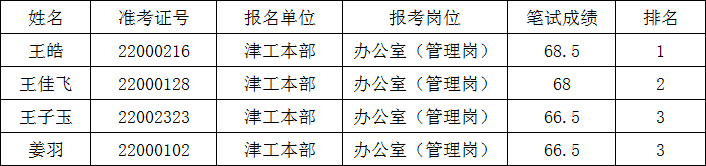 姓名 准考证号 报名单位 报考岗位 笔试成绩 排名
王皓 22000216 津工本部 办公室（管理岗） 68.5 1
王佳飞 22000128 津工本部 办公室（管理岗） 68 2
王子玉 22002323 津工本部 办公室（管理岗） 66.5 3
姜羽 22000102 津工本部 办公室（管理岗） 66.5 3